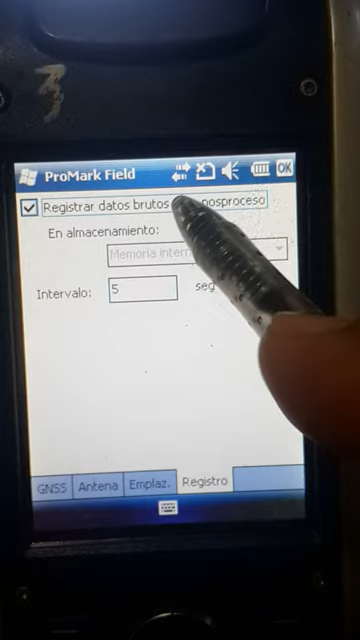 ProMark Field
OK
Registrar datos brutos posproceso
En almacenamiento:
Memoria intern
Intervalo: 5 seg
GNSS Antena Emplaz. Registro